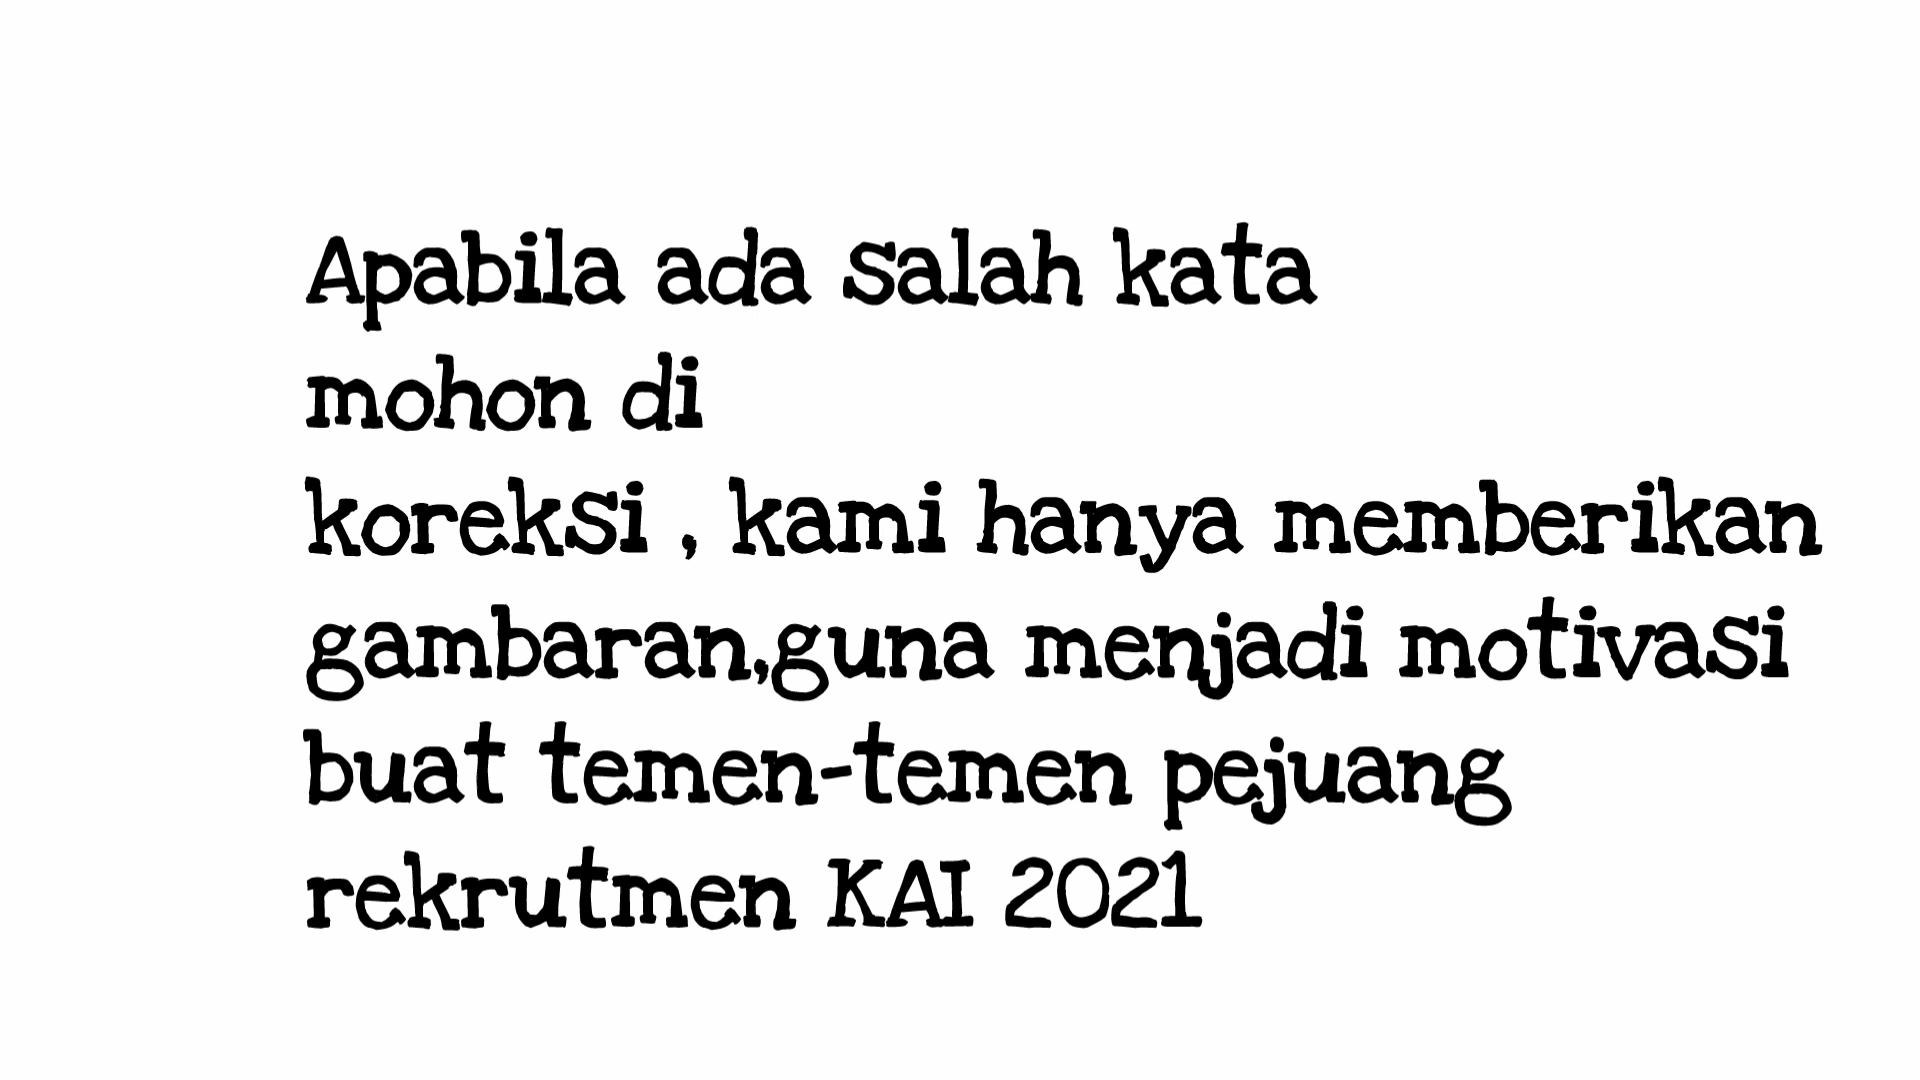 Apabila ada salah kata
mohon di
koreksi , kami hanya memberikan
gambaran,guna menjadi motivasi
buat temen-temen pejuang
rekrutmen KAI 2021